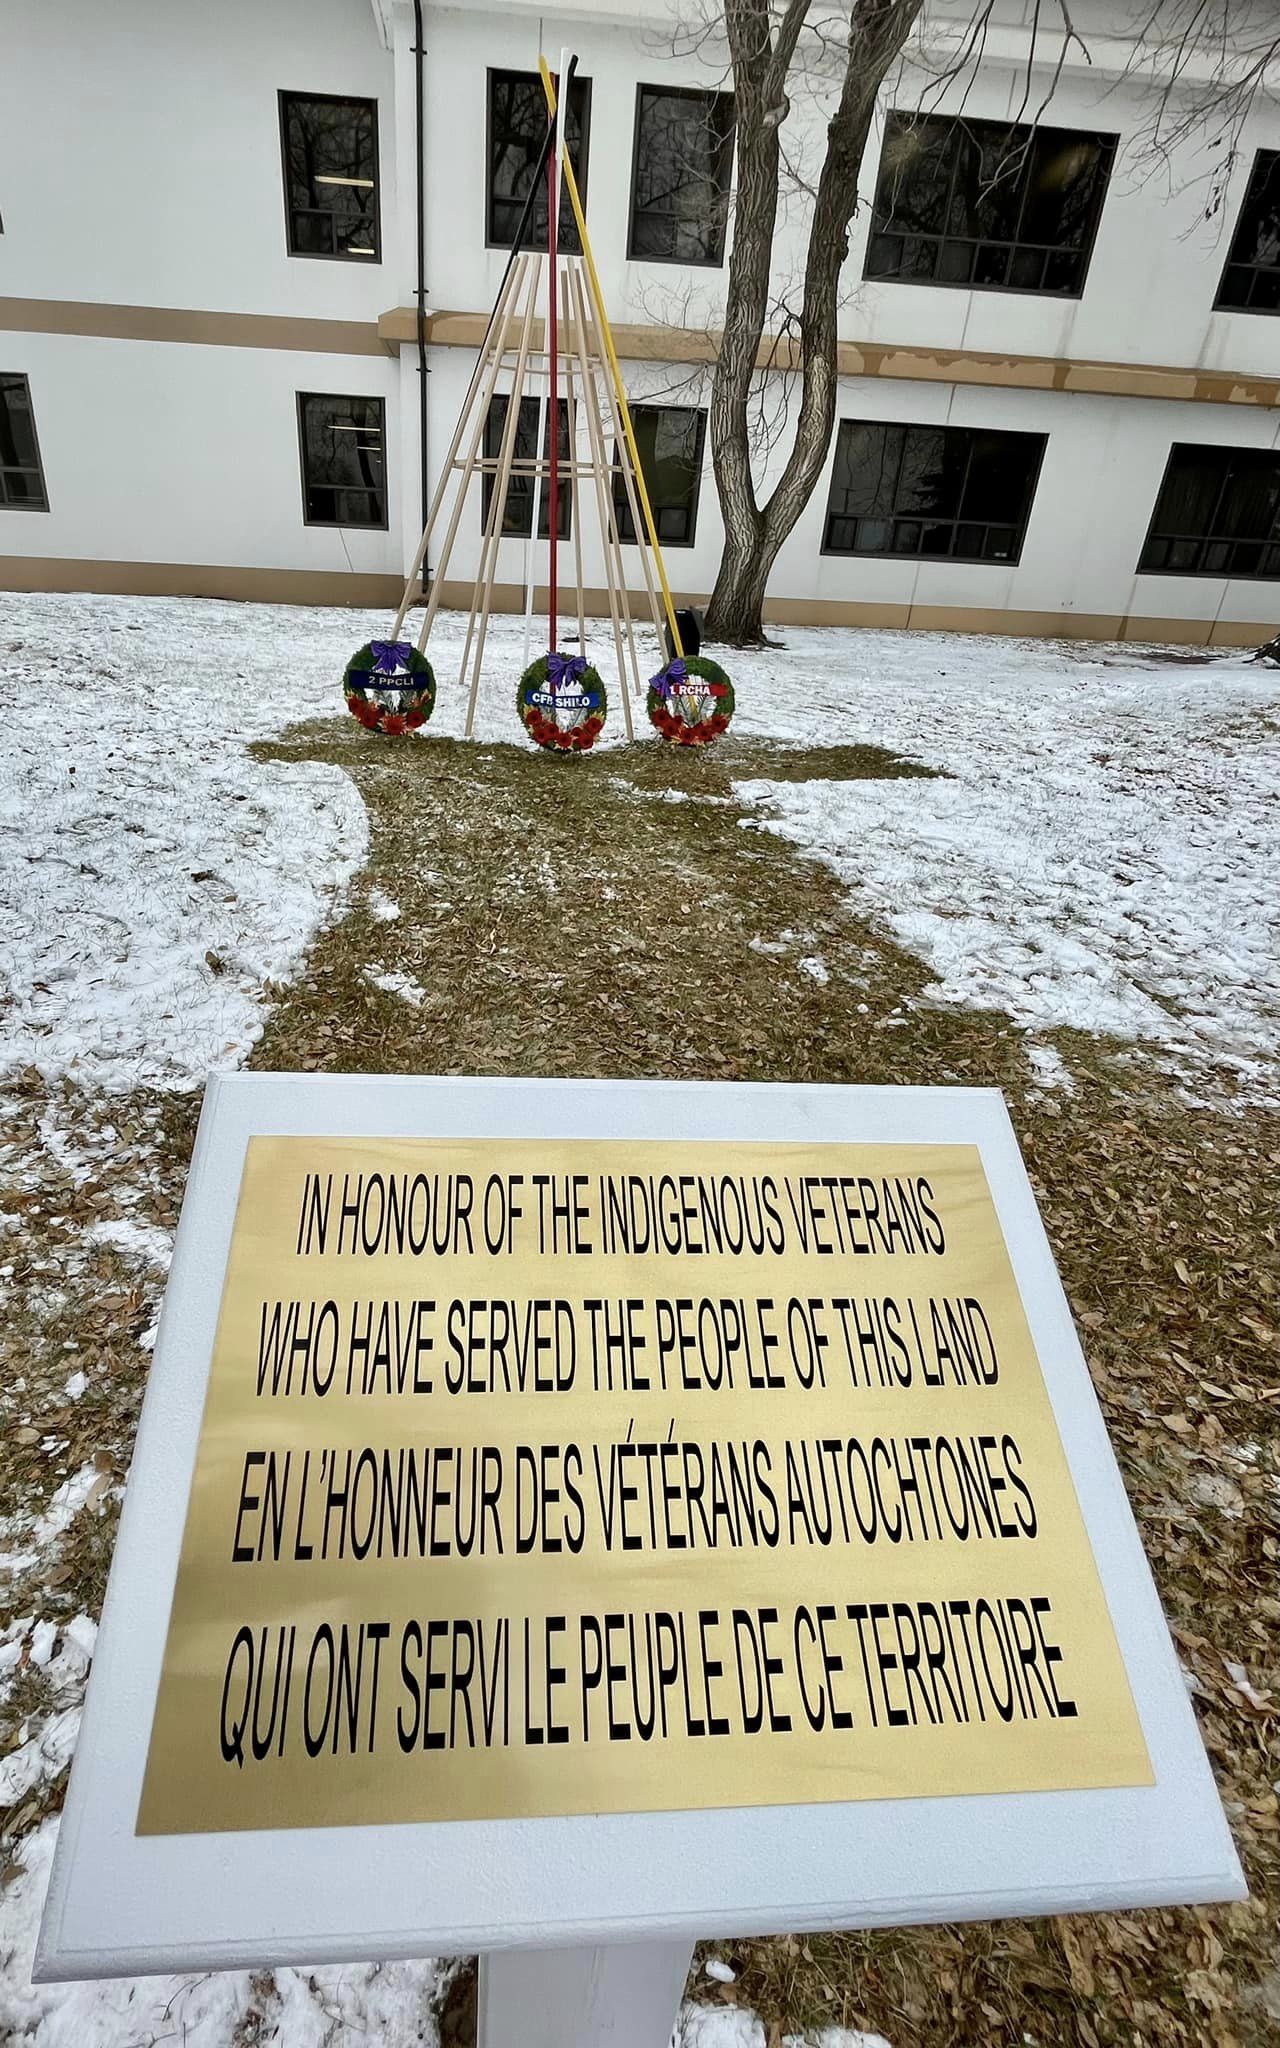 2 PPCLI
CFB SHILO
1 RCHA
IN HONOUR OF THE INDIGENOUS VETERANS
WHO HAVE SERVED THE PEOPLE OF THIS LAND
EN L'HONNEUR DES VÉTÉRANS AUTOCHTONES
QUI ONT SERVI LE PEUPLE DE CE TERRITOIRE